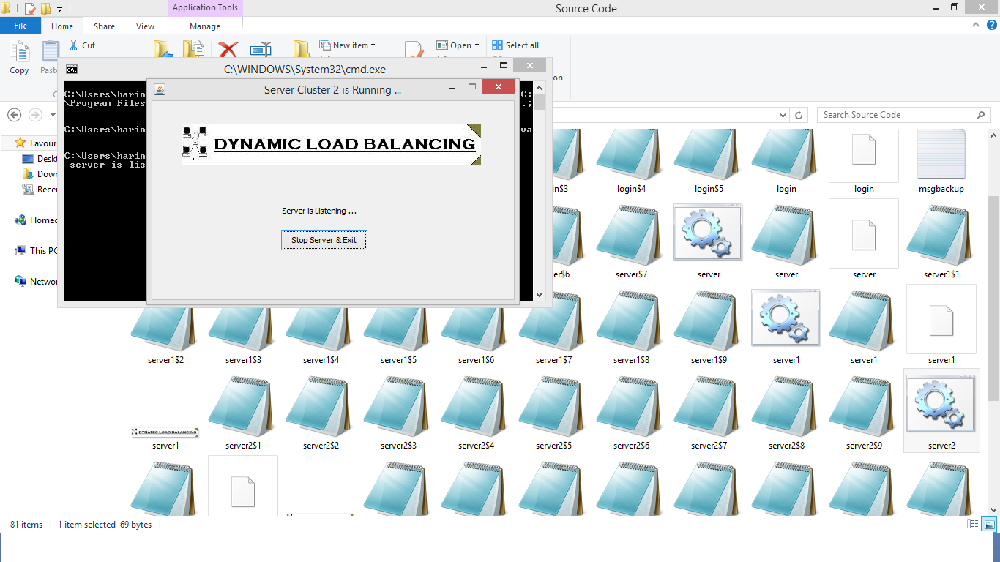 Application Tools
Source Code
File
Home
Share
View
Manage
Copy
Paste
Cut
New item
Open
Select all
C:\WINDOWS\System32\cmd.exe
C:\Users\harin
C:
\Program Files
.;
C:\Users\harin
C:\Users\harin
server is lis
Server Cluster 2 is Running ...
DYNAMIC LOAD BALANCING
Server is Listening ...
Stop Server & Exit
Search Source Code
Favour
Deskt
Down
Recen
Homeg
This PC
Networ
login$4
login$5
login
login
msgbackup
server$7
server
server
server
server1$1
server1$2
server1$3
server1$4
server1$5
server1$6
server1$7
server1$8
server1$9
server1
server1
server1
DYNAMIC LOAD BALANCING
server1
server2$1
server2$2
server2$3
server2$4
server2$5
server2$6
server2$7
server2$8
server2$9
server2
81 items
1 item selected 69 bytes